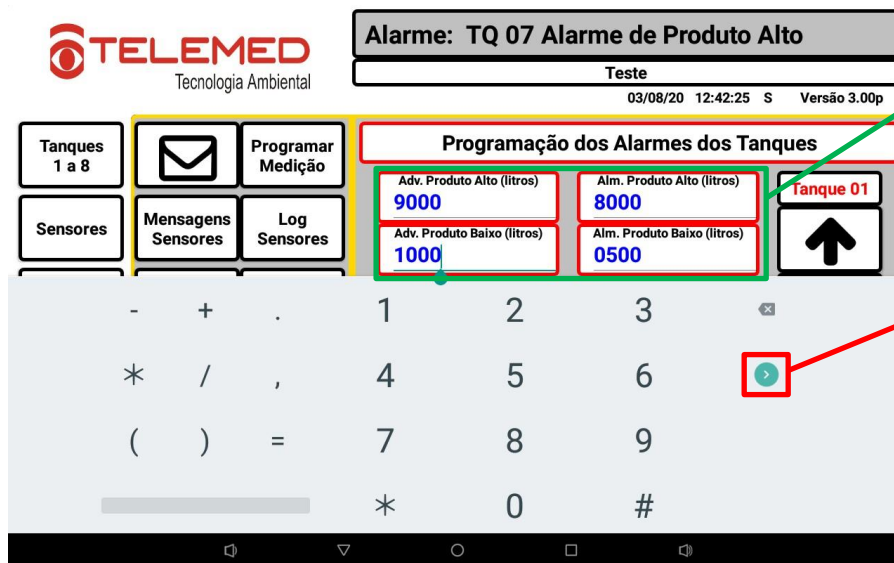 TELEMED
Tecnologia Ambiental
Alarme: TQ 07 Alarme de Produto Alto
Teste
03/08/20 12:42:25 S Versão 3.00p
Tanques
1 a 8
Programar
Medição
Programação dos Alarmes dos Tanques
Adv. Produto Alto (litros)
9000
Alm. Produto Alto (litros)
8000
Tanque 01
Sensores
Mensagens
Sensores
Log
Sensores
Adv. Produto Baixo (litros)
1000
Alm. Produto Baixo (litros)
0500
- + . 1 2 3
* / , 4 5 6
( ) = 7 8 9
* 0 #